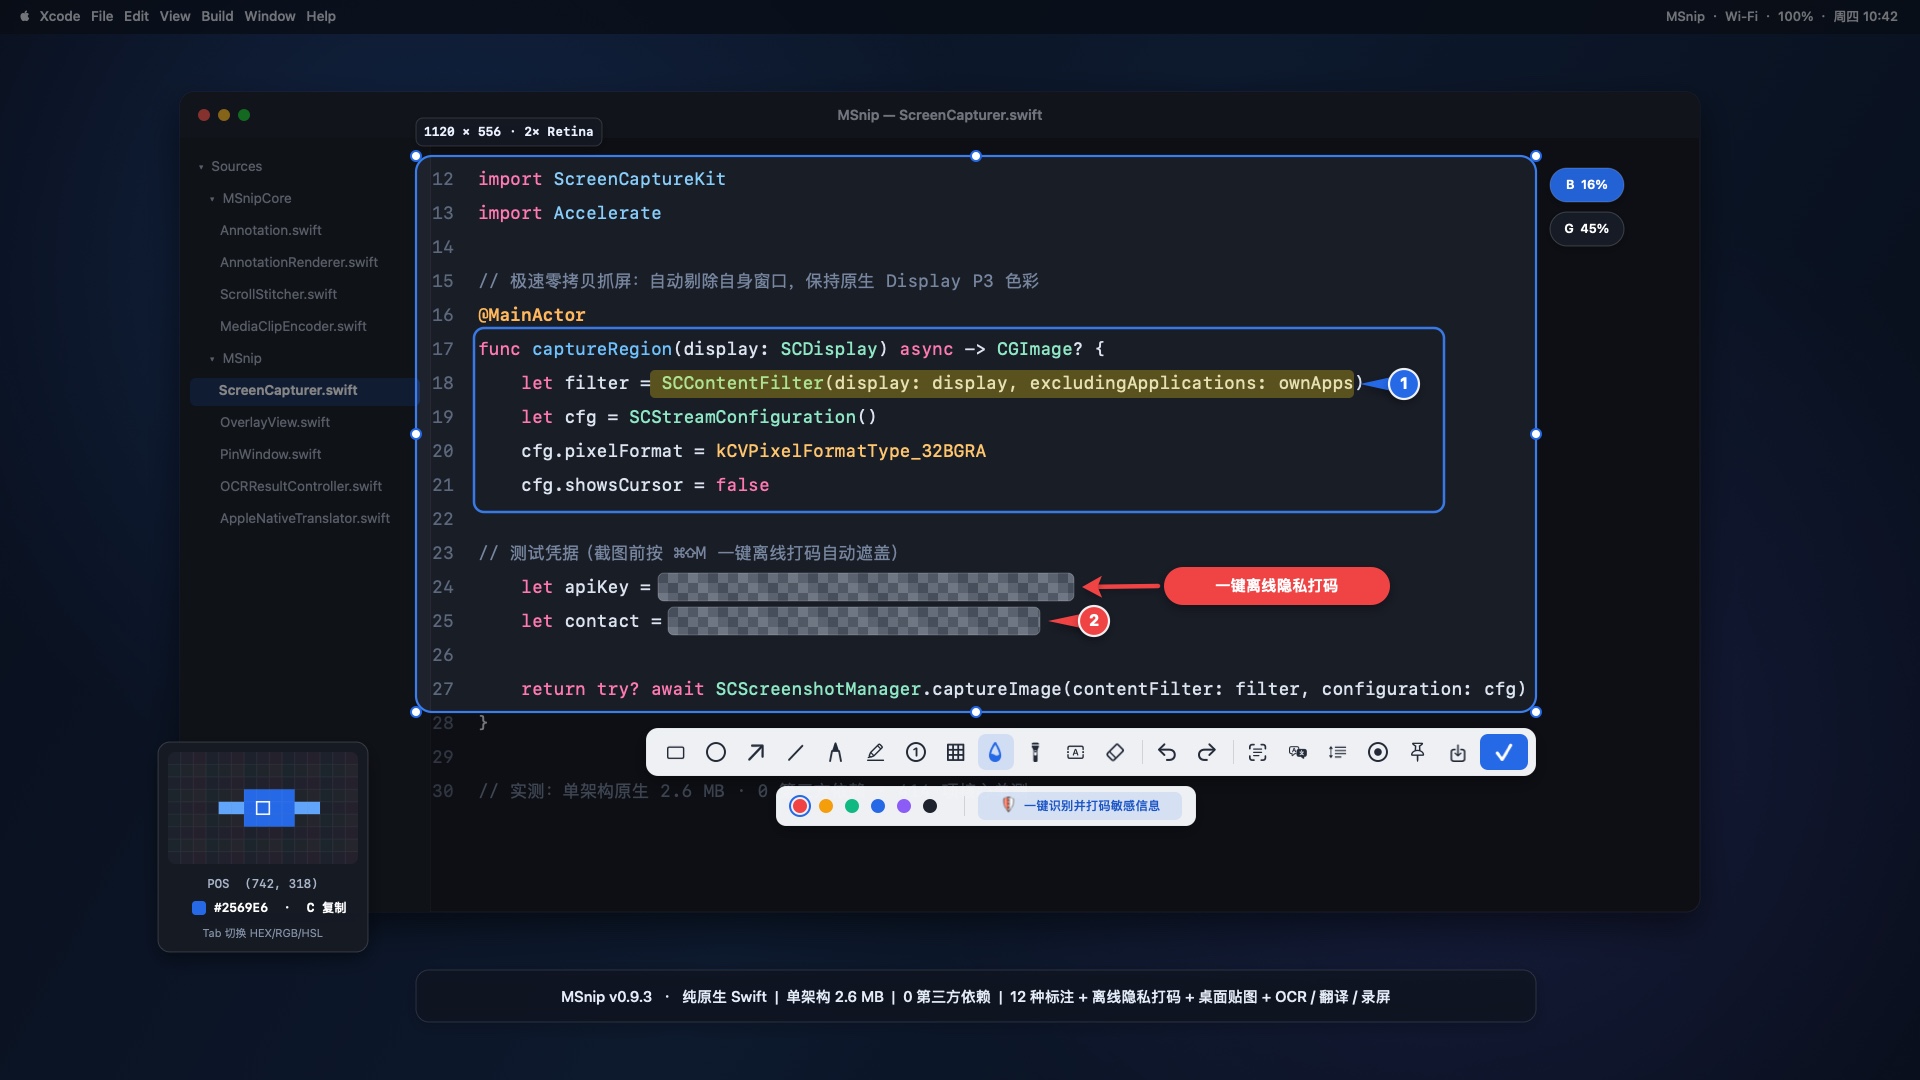 Xcode File Edit View Build Window Help
MSnip · Wi-Fi · 100% · 周四 10:42
MSnip — ScreenCapturer.swift
1120 × 556 · 2× Retina
Sources
MSnipCore
Annotation.swift
AnnotationRenderer.swift
ScrollStitcher.swift
MediaClipEncoder.swift
MSnip
ScreenCapturer.swift
OverlayView.swift
PinWindow.swift
OCRResultController.swift
AppleNativeTranslator.swift
12 import ScreenCaptureKit
13 import Accelerate
14
15 // 极速零拷贝抓屏：自动剔除自身窗口，保持原生 Display P3 色彩
16 @MainActor
17 func captureRegion(display: SCDisplay) async -> CGImage? {
18 let filter = SCContentFilter(display: display, excludingApplications: ownApps)
1
19 let cfg = SCStreamConfiguration()
20 cfg.pixelFormat = kCVPixelFormatType_32BGRA
21 cfg.showsCursor = false
22
23 // 测试凭据（截图前按 ⌘⇧M 一键离线打码自动遮盖）
24 let apiKey =
一键离线隐私打码
25 let contact =
2
26
27 return try? await SCScreenshotManager.captureImage(contentFilter: filter, configuration: cfg)
28 }
29
30 // 实测：单架构原生 2.6 MB · 0
B 16%
G 45%
1
A
一键识别并打码敏感信息
POS (742, 318)
#2569E6 · C 复制
Tab 切换 HEX/RGB/HSL
MSnip v0.9.3 · 纯原生 Swift | 单架构 2.6 MB | 0 第三方依赖 | 12 种标注 + 离线隐私打码 + 桌面贴图 + OCR / 翻译 / 录屏